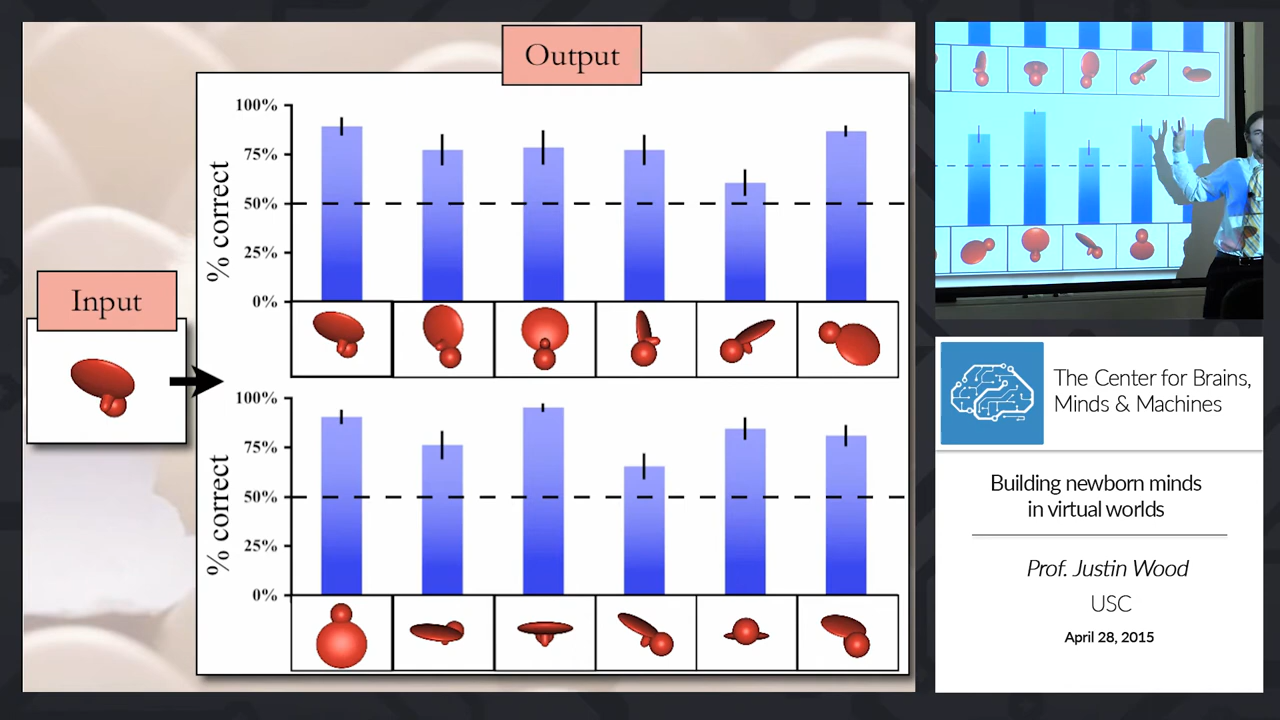 Output
Input
% correct
100%
75%
50%
25%
0%
% correct
100%
75%
50%
25%
0%
The Center for Brains,
Minds & Machines
Building newborn minds
in virtual worlds
Prof. Justin Wood
USC
April 28, 2015